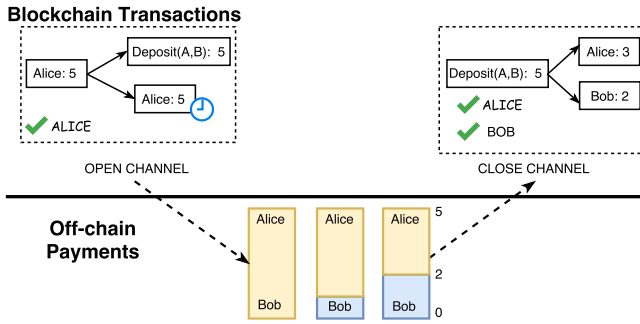 Blockchain Transactions
Alice: 5
Deposit(A,B): 5
Alice: 5
ALICE
OPEN CHANNEL
Deposit(A,B): 5
Alice: 3
Bob: 2
ALICE
BOB
CLOSE CHANNEL
Off-chain
Payments
Alice
Bob
Alice
Bob
Alice
Bob
5
2
0